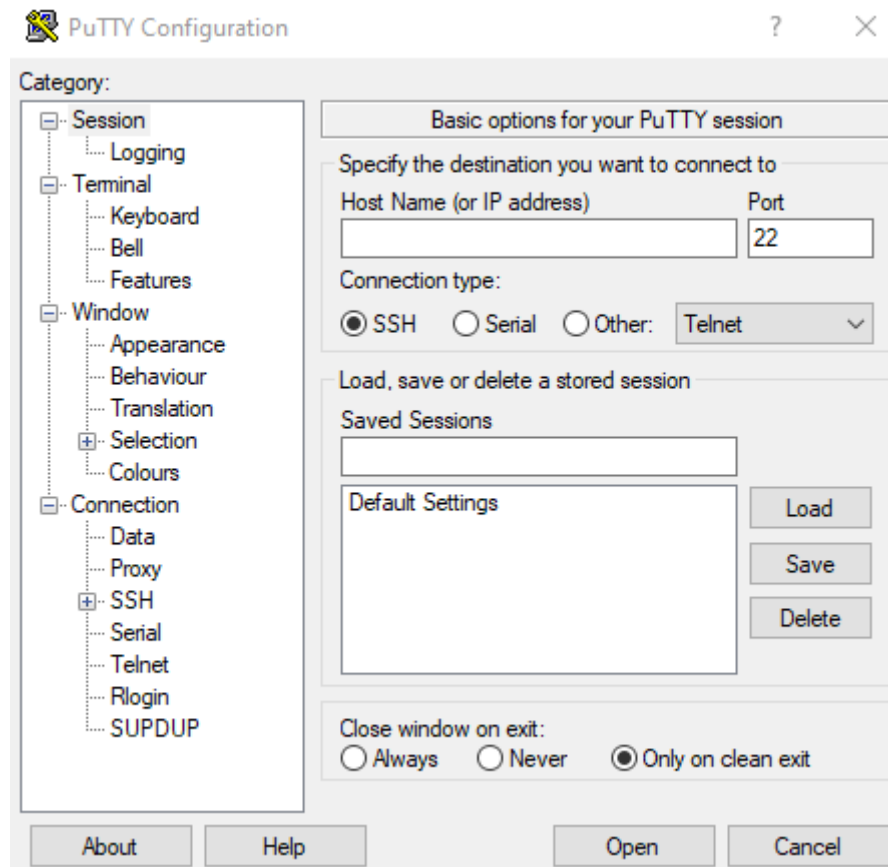 PuTTY Configuration
?
Category:
Session
Logging
Terminal
Keyboard
Bell
Features
Window
Appearance
Behaviour
Translation
Selection
Colours
Connection
Data
Proxy
SSH
Serial
Telnet
Rlogin
SUPDUP
Basic options for your PuTTY session
Specify the destination you want to connect to
Host Name (or IP address) Port
22
Connection type:
SSH Serial Other: Telnet
Load, save or delete a stored session
Saved Sessions
Default Settings
Load
Save
Delete
Close window on exit:
Always Never Only on clean exit
About Help Open Cancel